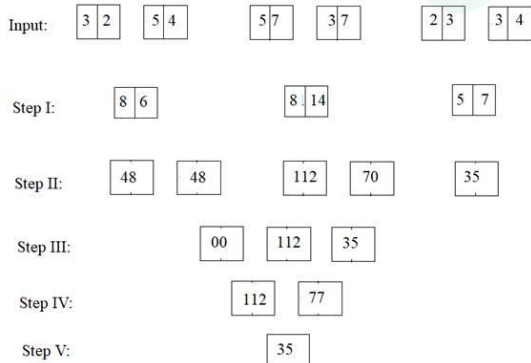 Input: 3 2 5 4 5 7 3 7 2 3 3 4
Step I: 8 6 8 14 5 7
Step II: 48 48 112 70 35
Step III: 00 112 35
Step IV: 112 77
Step V: 35